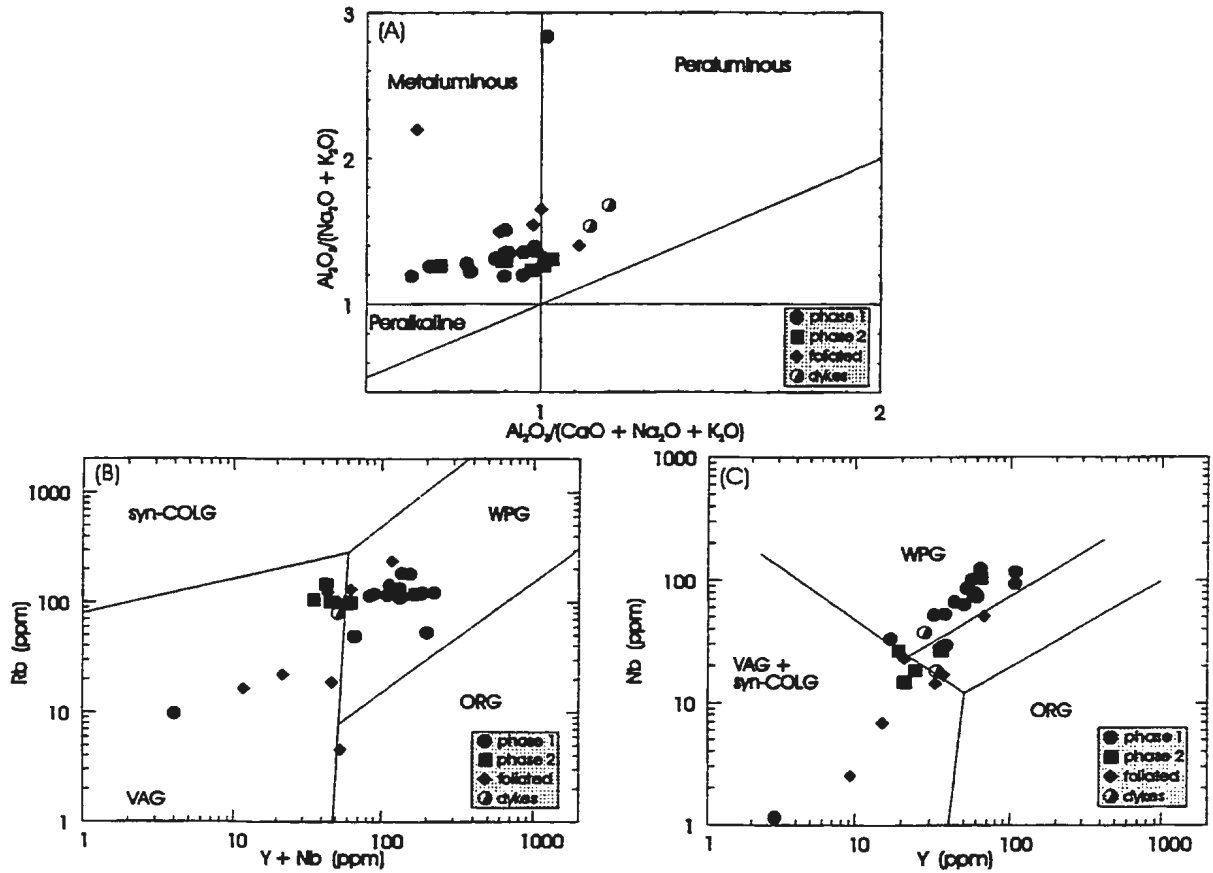 (A)
3
2
1
Metaluminous
Peraluminous
Peralkaline
Al₂O₃/(Na₂O + K₂O)
phase 1
phase 2
foliated
dykes
1
2
Al₂O₃/(CaO + Na₂O + K₂O)
(B)
1000
100
10
1
syn-COLG
WPG
ORG
VAG
Rb (ppm)
phase 1
phase 2
foliated
dykes
1
10
100
1000
Y + Nb (ppm)
(C)
1000
100
10
1
WPG
VAG +
syn-COLG
ORG
Nb (ppm)
phase 1
phase 2
foliated
dykes
1
10
100
1000
Y (ppm)